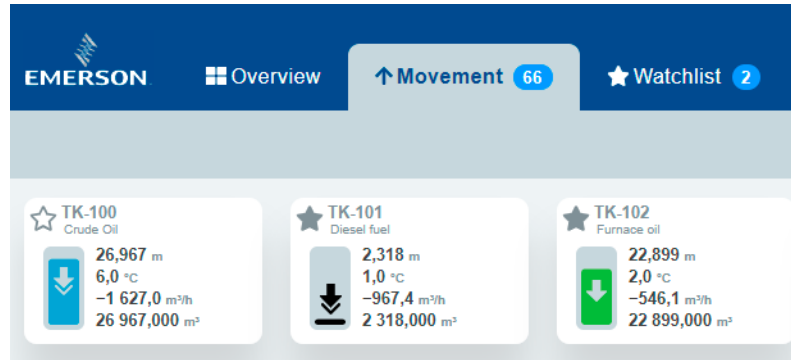 EMERSON
Overview
Movement 66
Watchlist 2
TK-100
Crude Oil
26,967 m
6,0 °C
−1 627,0 m³/h
26 967,000 m³
TK-101
Diesel fuel
2,318 m
1,0 °C
−967,4 m³/h
2 318,000 m³
TK-102
Furnace oil
22,899 m
2,0 °C
−546,1 m³/h
22 899,000 m³